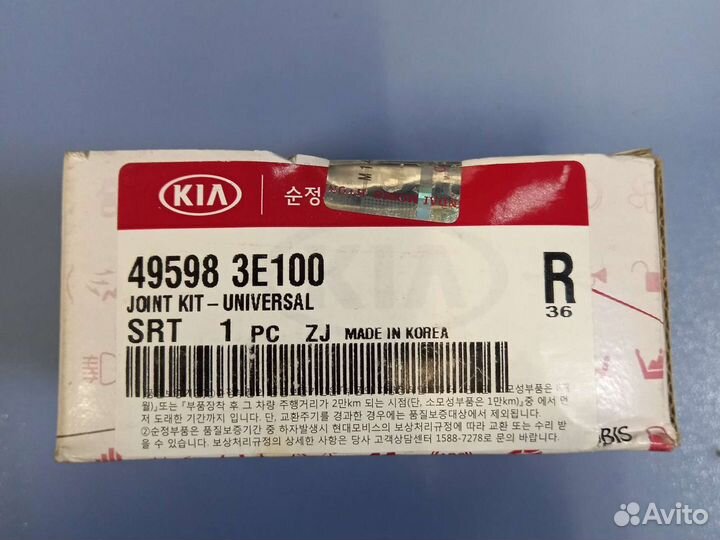 KIA 순정
49598 3E100
JOINT KIT-UNIVERSAL
SRT 1 PC ZJ MADE IN KOREA
R
36
월)또는 『부품장착 후 그 차량 주행거리가 2만km 되는 시점(단, 소모성부품은 1만km)』중 에서 먼
저 도래한 기간까지 입니다. 단, 교환주기를 경과한 경우에는 품질보증대상에서 제외됩니다.
②순정부품은 품질보증기간 중 하자발생시 현대모비스의 보상처리규정에 따라 교환 또는 수리 받
을 수 있습니다. 보상처리규정의 상세한 사항은 당사 고객상담센터 1588-7278로 문의 바랍니다.
BIS
Avito